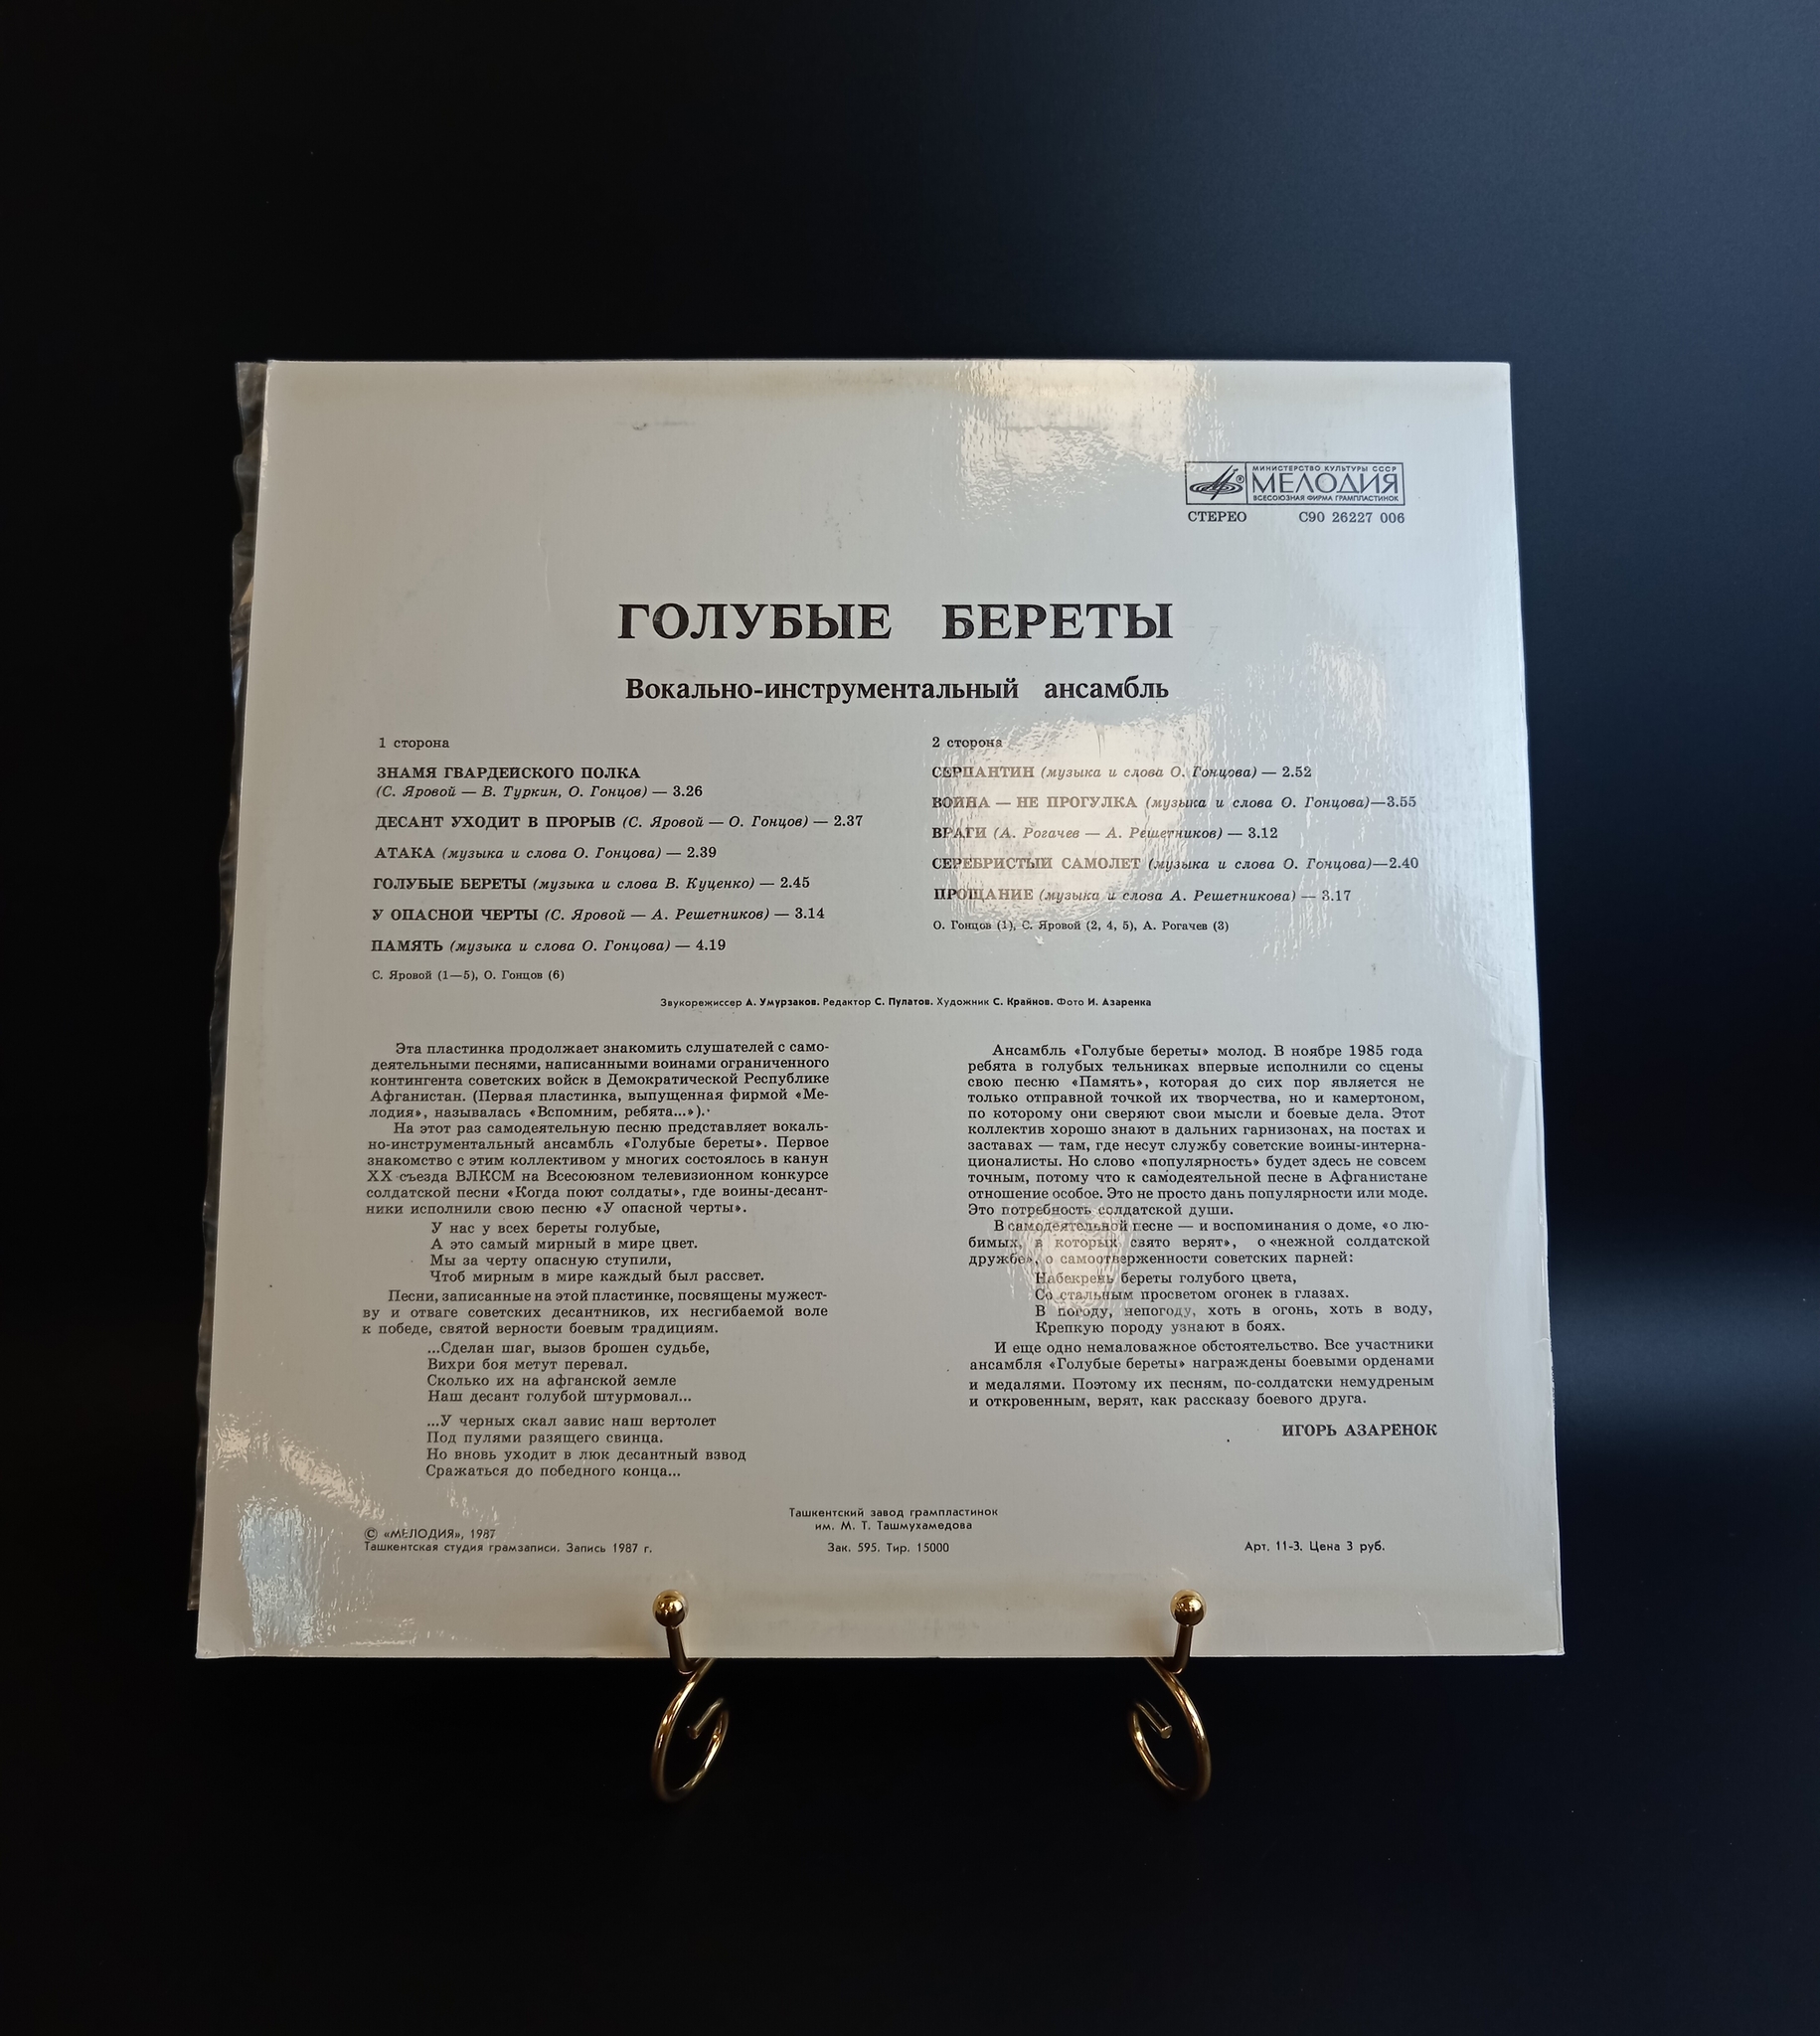 МИНИСТЕРСТВО КУЛЬТУРЫ СССР
МЕЛОДИЯ
ВСЕСОЮЗНАЯ ФИРМА ГРАМПЛАСТИНОК
СТЕРЕО С90 26227 006
ГОЛУБЫЕ БЕРЕТЫ
Вокально-инструментальный ансамбль
1 сторона
ЗНАМЯ ГВАРДЕЙСКОГО ПОЛКА
(С. Яровой — В. Туркин, О. Гонцов) — 3.26
ДЕСАНТ УХОДИТ В ПРОРЫВ (С. Яровой — О. Гонцов) — 2.37
АТАКА (музыка и слова О. Гонцова) — 2.39
ГОЛУБЫЕ БЕРЕТЫ (музыка и слова В. Куценко) — 2.45
У ОПАСНОЙ ЧЕРТЫ (С. Яровой — А. Решетников) — 3.14
ПАМЯТЬ (музыка и слова О. Гонцова) — 4.19
С. Яровой (1—5), О. Гонцов (6)
2 сторона
СЕРПАНТИН (музыка и слова О. Гонцова) — 2.52
ВОЙНА — НЕ ПРОГУЛКА (музыка и слова О. Гонцова)—3.55
ВРАГИ (А. Рогачев — А. Решетников) — 3.12
СЕРЕБРИСТЫЙ САМОЛЕТ (музыка и слова О. Гонцова)—2.40
ПРОЩАНИЕ (музыка и слова А. Решетникова) — 3.17
О. Гонцов (1), С. Яровой (2, 4, 5), А. Рогачев (3)
Звукорежиссер А. Умурзаков. Редактор С. Пулатов. Художник С. Крайнов. Фото И. Азаренка
Эта пластинка продолжает знакомить слушателей с само-
деятельными песнями, написанными воинами ограниченного
контингента советских войск в Демократической Республике
Афганистан. (Первая пластинка, выпущенная фирмой «Ме-
лодия», называлась «Вспомним, ребята...»).
На этот раз самодеятельную песню представляет вокаль-
но-инструментальный ансамбль «Голубые береты». Первое
знакомство с этим коллективом у многих состоялось в канун
XX съезда ВЛКСМ на Всесоюзном телевизионном конкурсе
солдатской песни «Когда поют солдаты», где воины-десант-
ники исполнили свою песню «У опасной черты».
У нас у всех береты голубые,
А это самый мирный в мире цвет.
Мы за черту опасную ступили,
Чтоб мирным в мире каждый был рассвет.
Песни, записанные на этой пластинке, посвящены мужест-
ву и отваге советских десантников, их несгибаемой воле
к победе, святой верности боевым традициям.
...Сделан шаг, вызов брошен судьбе,
Вихри боя метут перевал.
Сколько их на афганской земле
Наш десант голубой штурмовал...
...У черных скал завис наш вертолет
Под пулями разящего свинца.
Но вновь уходит в люк десантный взвод
Сражаться до победного конца...
Ансамбль «Голубые береты» молод. В ноябре 1985 года
ребята в голубых тельниках впервые исполнили со сцены
свою песню «Память», которая до сих пор является не
только отправной точкой их творчества, но и камертоном,
по которому они сверяют свои мысли и боевые дела. Этот
коллектив хорошо знают в дальних гарнизонах, на постах и
заставах — там, где несут службу советские воины-интерна-
ционалисты. Но слово «популярность» будет здесь не совсем
точным, потому что к самодеятельной песне в Афганистане
отношение особое. Это не просто дань популярности или моде.
Это потребность солдатской души.
В самодеятельной песне — и воспоминания о доме, «о лю-
бимых, в которых свято верят», о «нежной солдатской
дружбе», о самоотверженности советских парней:
Набекрень береты голубого цвета,
Со стальным просветом огонек в глазах.
В погоду, непогоду, хоть в огонь, хоть в воду,
Крепкую породу узнают в боях.
И еще одно немаловажное обстоятельство. Все участники
ансамбля «Голубые береты» награждены боевыми орденами
и медалями. Поэтому их песням, по-солдатски немудреным
и откровенным, верят, как рассказу боевого друга.
ИГОРЬ АЗАРЕНОК
© «МЕЛОДИЯ», 1987
Ташкентская студия грамзаписи. Запись 1987 г.
Ташкентский завод грампластинок
им. М. Т. Ташмухамедова
Зак. 595. Тир. 15000
Арт. 11-3. Цена 3 руб.